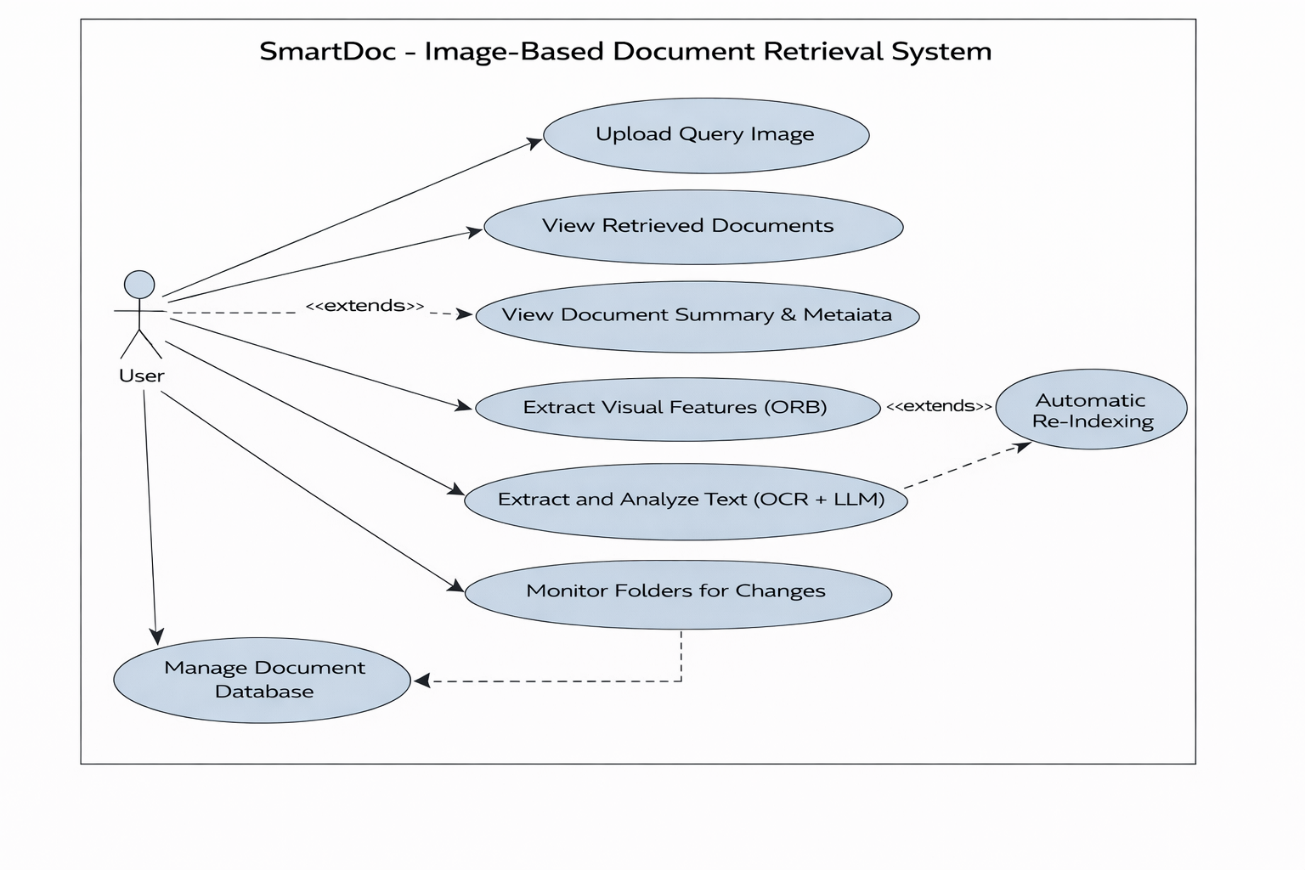 SmartDoc - Image-Based Document Retrieval System
Upload Query Image
View Retrieved Documents
<<extends>>
View Document Summary & Metaiata
User
Extract Visual Features (ORB)
<<extends>>
Automatic
Re-Indexing
Extract and Analyze Text (OCR + LLM)
Monitor Folders for Changes
Manage Document
Database